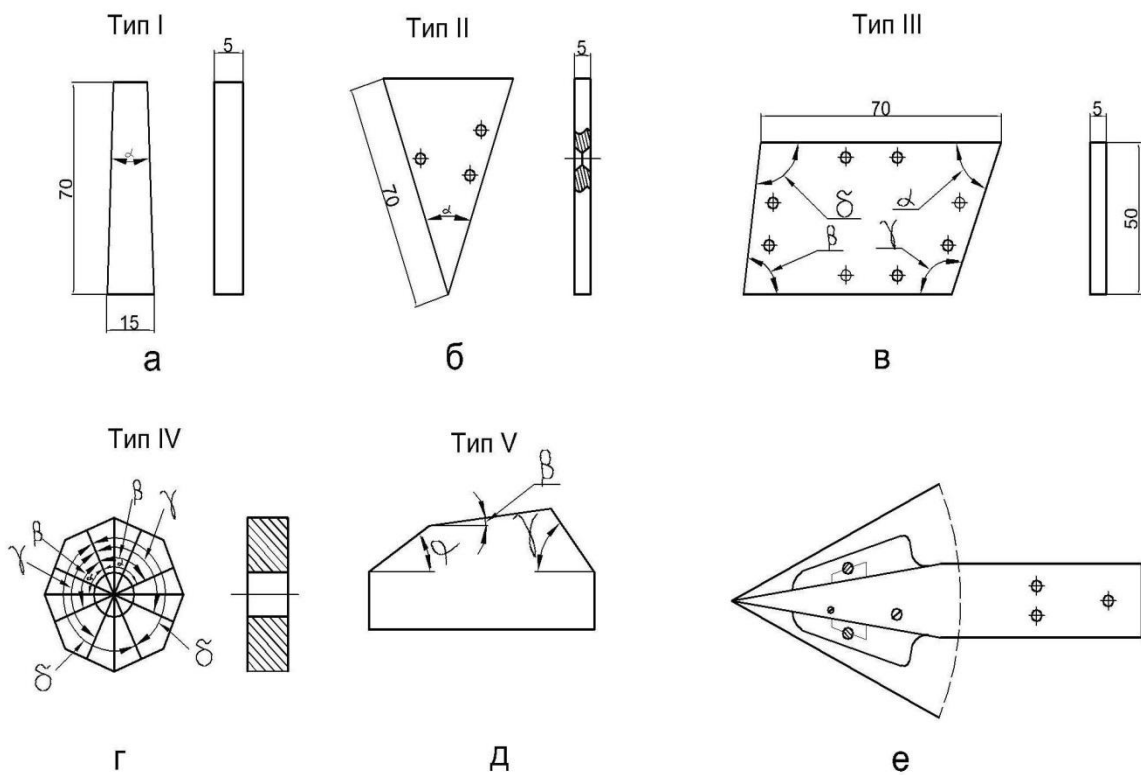 Тип I
5
70
α
15
а
Тип II
5
70
α
б
Тип III
70
5
50
δ
α
β
γ
в
Тип IV
β
γ
β
γ
α
α
δ
δ
г
Тип V
β
α
γ
д
е